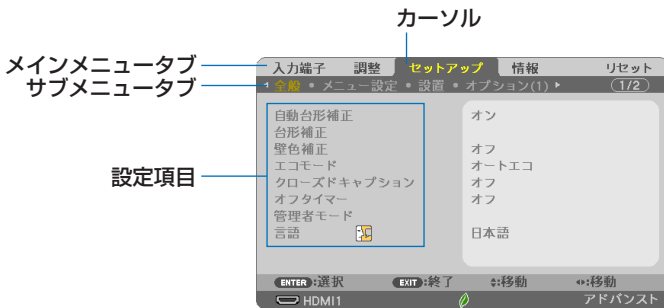 カーソル
メインメニュータブ
サブメニュータブ
設定項目
入力端子 調整 セットアップ 情報 リセット
全般 • メニュー設定 • 設置 • オプション(1) 1/2
自動台形補正 オン
台形補正
壁色補正 オフ
エコモード オートエコ
クローズドキャプション オフ
オフタイマー オフ
管理者モード
言語 日本語
ENTER :選択 EXIT :終了 :移動 :移動
HDMI1 アドバンスト